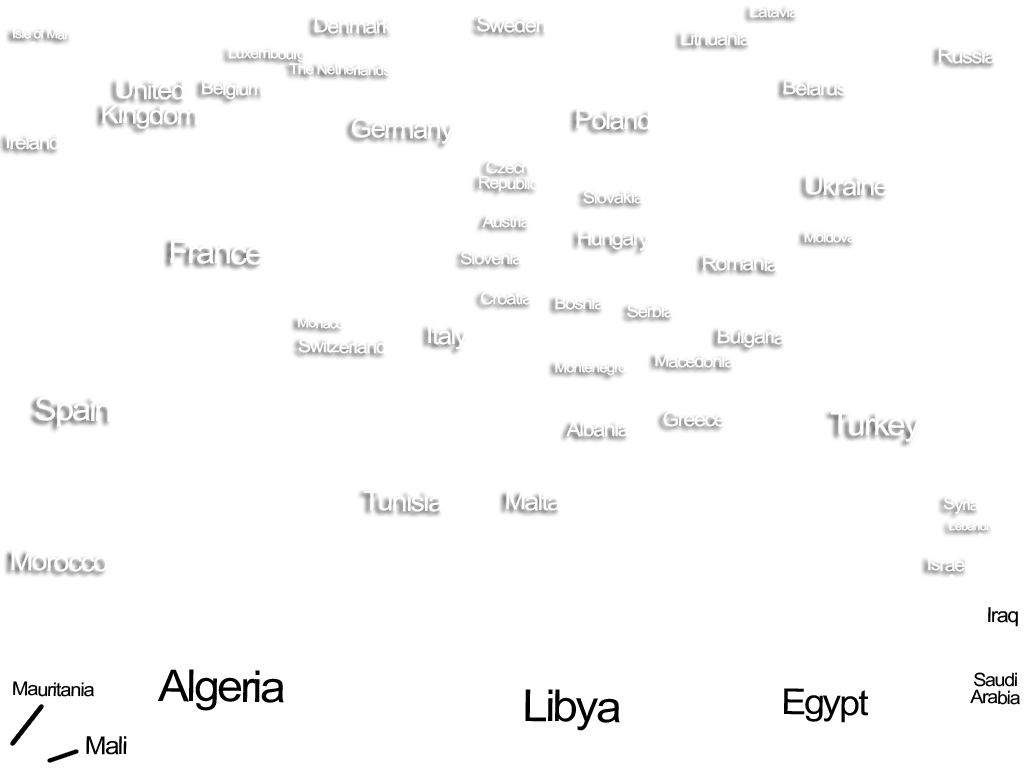 Latavia
Denmark
Sweden
Isle of Man
Lithuania
Luxembourg
Russia
The Netherlands
United
Kingdom
Belgium
Belarus
Poland
Germany
Ireland
Czech
Republic
Ukraine
Slovakia
Austria
Hungary
Moldova
France
Slovenia
Romania
Croatia
Bosnia
Serbia
Monaco
Switzerland
Italy
Bulgaria
Montenegro
Macedonia
Spain
Albania
Greece
Turkey
Tunisia
Malta
Syria
Lebanon
Morocco
Israel
Iraq
Mauritania
Algeria
Saudi
Arabia
Libya
Egypt
Mali